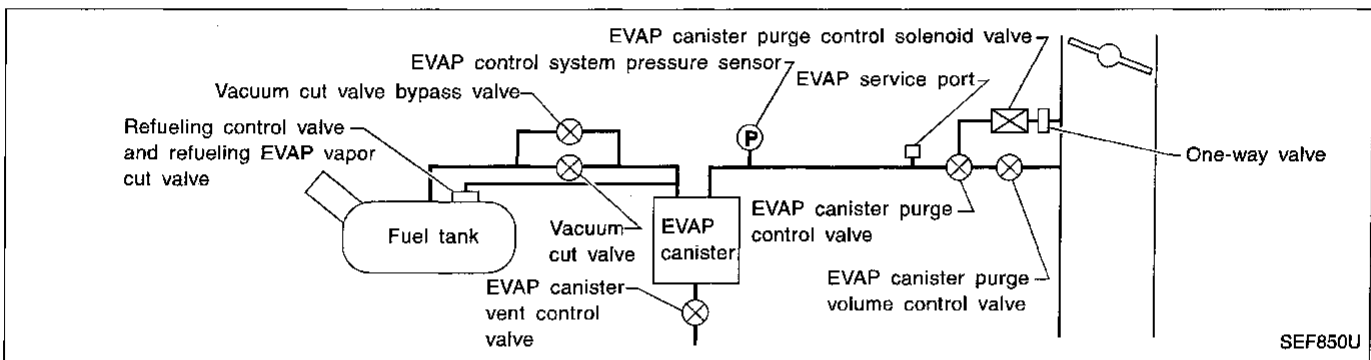 EVAP canister purge control solenoid valve
EVAP control system pressure sensor
EVAP service port
Vacuum cut valve bypass valve
Refueling control valve
and refueling EVAP vapor
cut valve
P
One-way valve
Fuel tank
Vacuum
cut valve
EVAP
canister
EVAP canister purge
control valve
EVAP canister
vent control
valve
EVAP canister purge
volume control valve
SEF850U